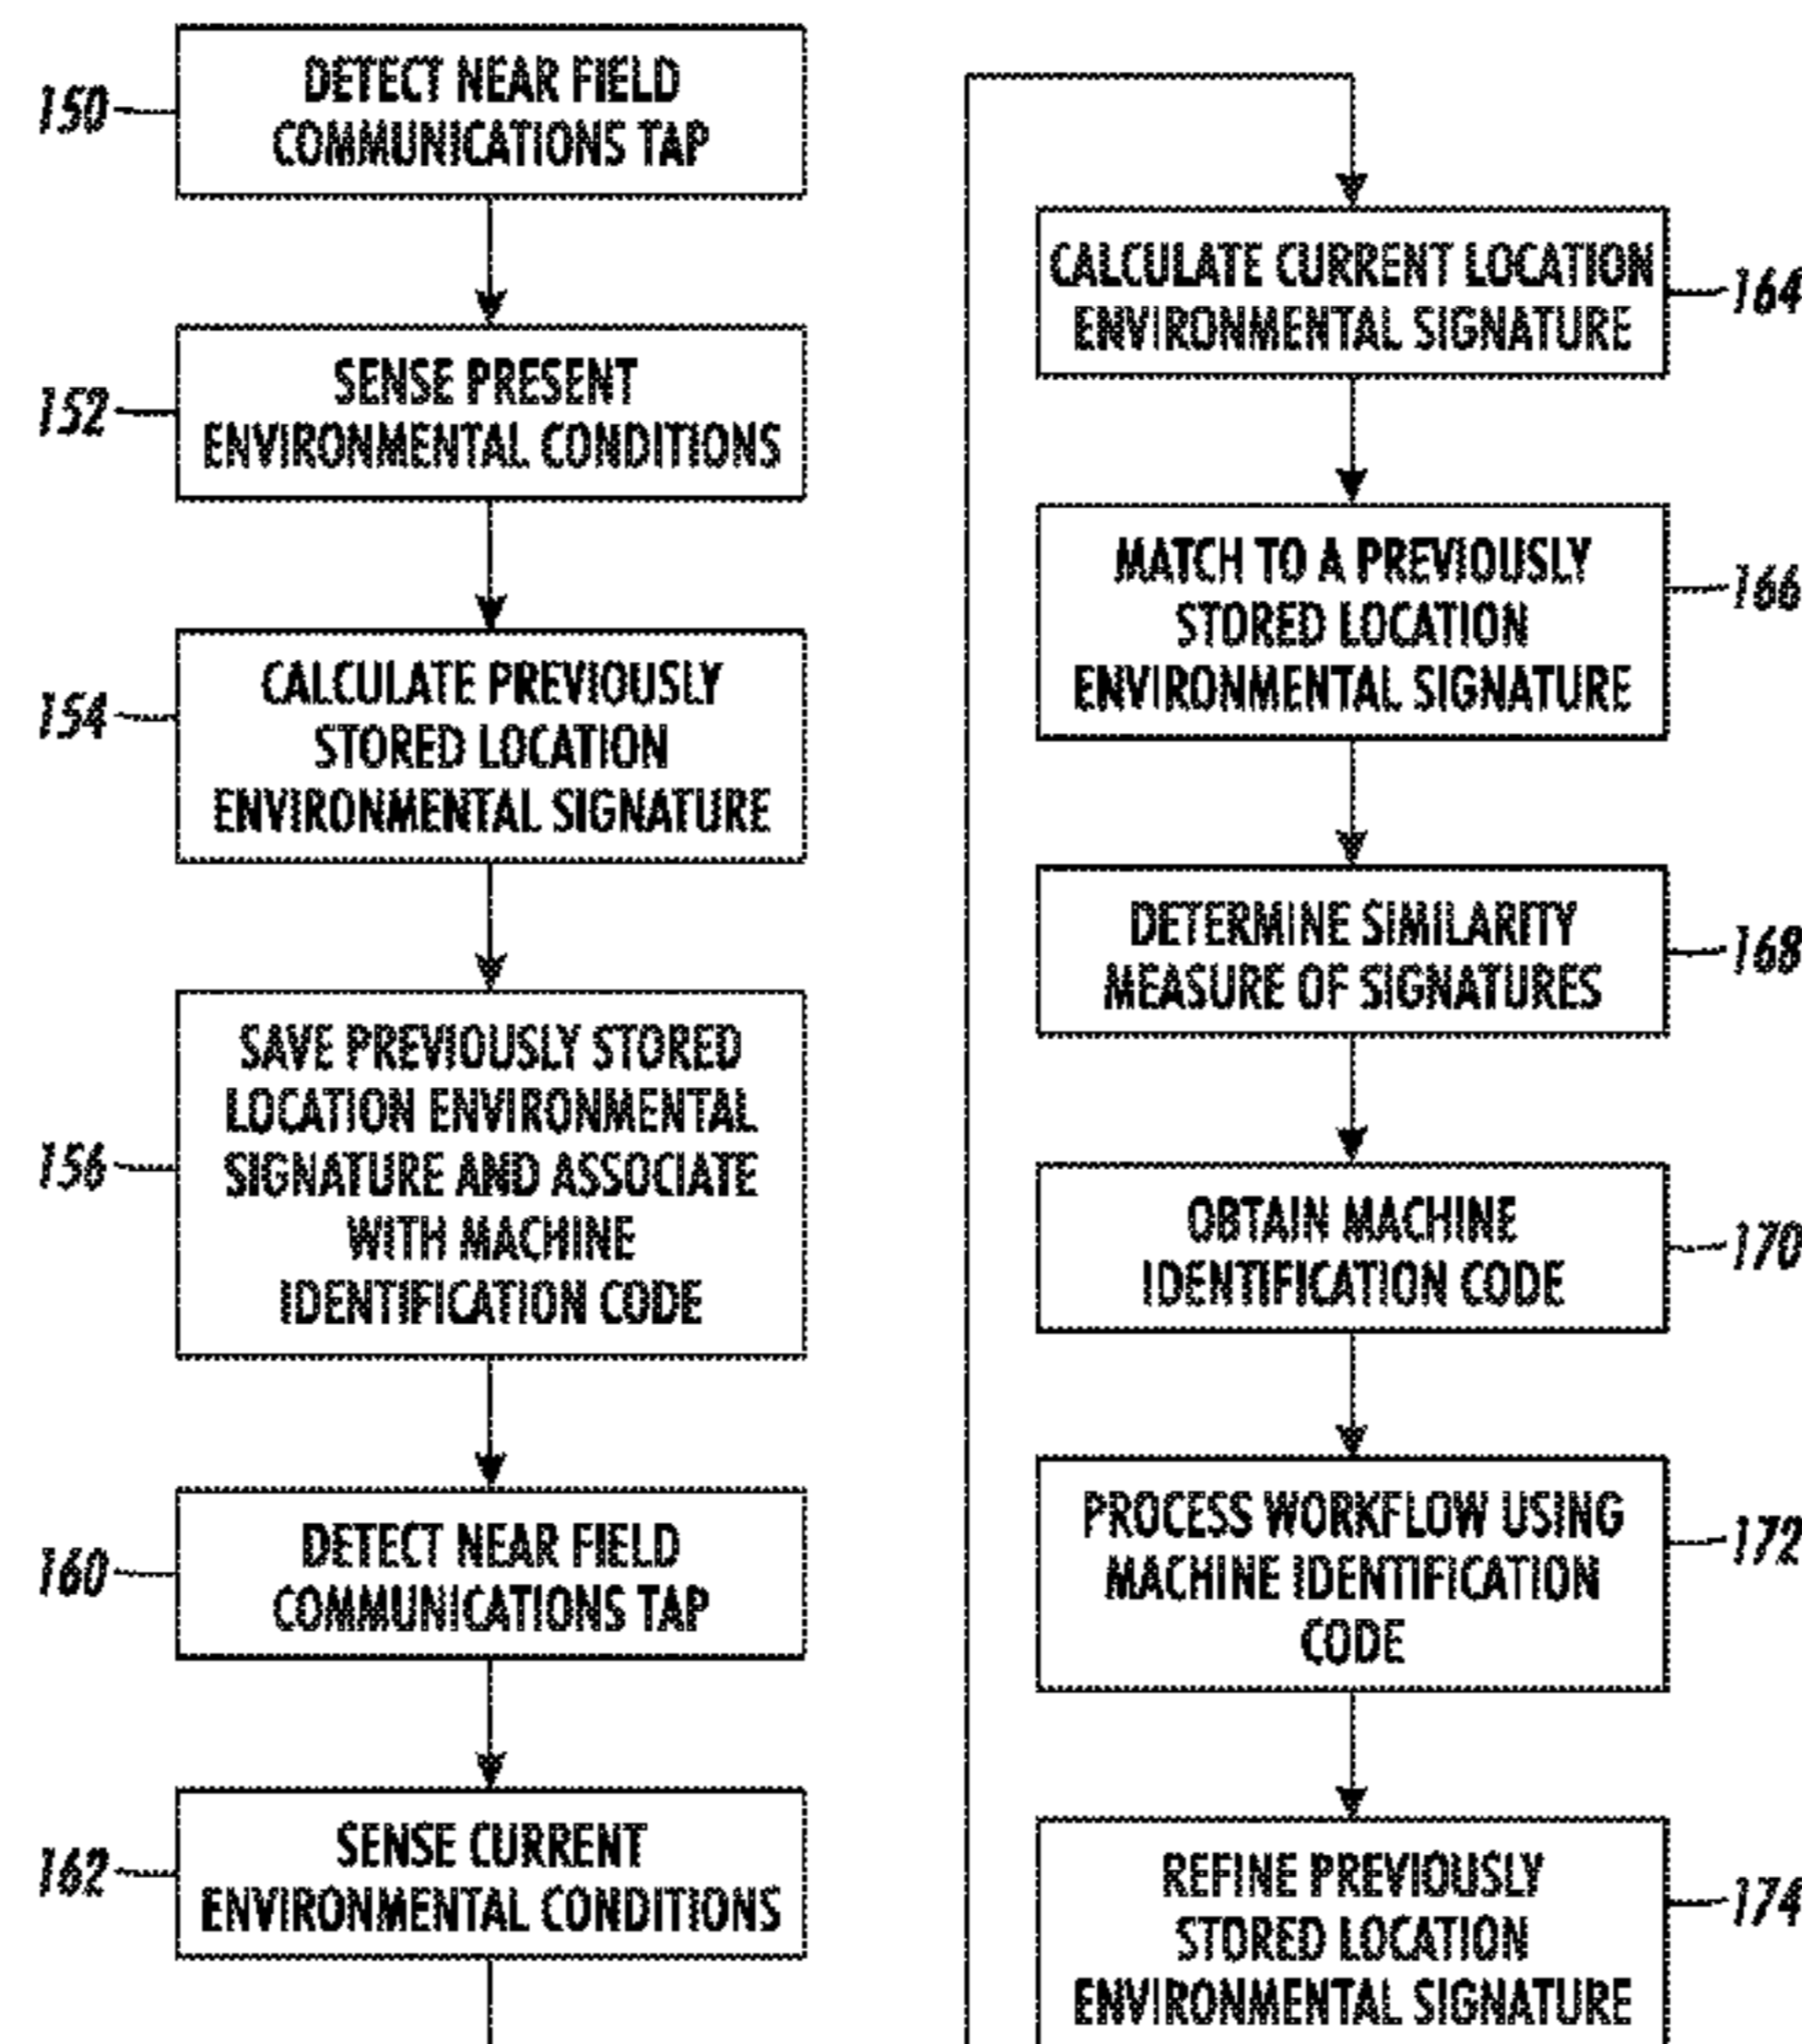 150
DETECT NEAR FIELD
COMMUNICATIONS TAP
152
SENSE PRESENT
ENVIRONMENTAL CONDITIONS
154
CALCULATE PREVIOUSLY
STORED LOCATION
ENVIRONMENTAL SIGNATURE
156
SAVE PREVIOUSLY STORED
LOCATION ENVIRONMENTAL
SIGNATURE AND ASSOCIATE
WITH MACHINE
IDENTIFICATION CODE
160
DETECT NEAR FIELD
COMMUNICATIONS TAP
162
SENSE CURRENT
ENVIRONMENTAL CONDITIONS
CALCULATE CURRENT LOCATION
ENVIRONMENTAL SIGNATURE
164
MATCH TO A PREVIOUSLY
STORED LOCATION
ENVIRONMENTAL SIGNATURE
166
DETERMINE SIMILARITY
MEASURE OF SIGNATURES
168
OBTAIN MACHINE
IDENTIFICATION CODE
170
PROCESS WORKFLOW USING
MACHINE IDENTIFICATION
CODE
172
REFINE PREVIOUSLY
STORED LOCATION
ENVIRONMENTAL SIGNATURE
174